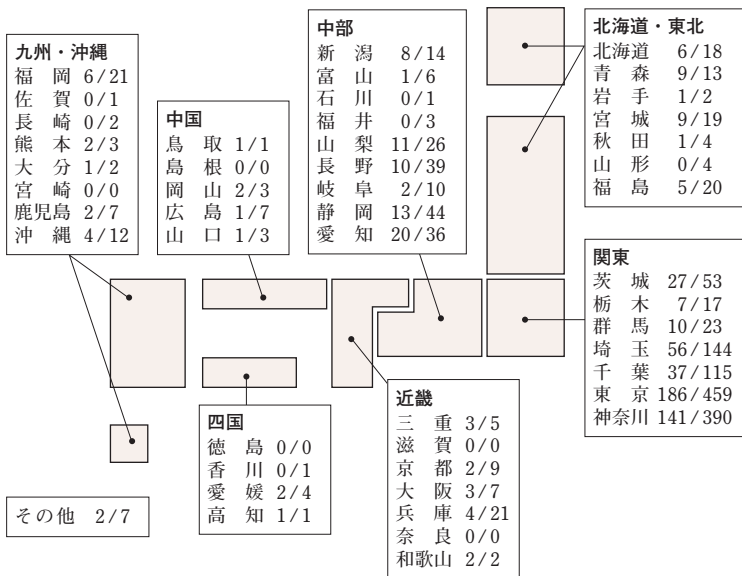 九州・沖縄
福岡 6/21
佐賀 0/1
長崎 0/2
熊本 2/3
大分 1/2
宮崎 0/0
鹿児島 2/7
沖縄 4/12
中国
鳥取 1/1
島根 0/0
岡山 2/3
広島 1/7
山口 1/3
中部
新潟 8/14
富山 1/6
石川 0/1
福井 0/3
山梨 11/26
長野 10/39
岐阜 2/10
静岡 13/44
愛知 20/36
北海道・東北
北海道 6/18
青森 9/13
岩手 1/2
宮城 9/19
秋田 1/4
山形 0/4
福島 5/20
関東
茨城 27/53
栃木 7/17
群馬 10/23
埼玉 56/144
千葉 37/115
東京 186/459
神奈川 141/390
近畿
三重 3/5
滋賀 0/0
京都 2/9
大阪 3/7
兵庫 4/21
奈良 0/0
和歌山 2/2
四国
徳島 0/0
香川 0/1
愛媛 2/4
高知 1/1
その他 2/7